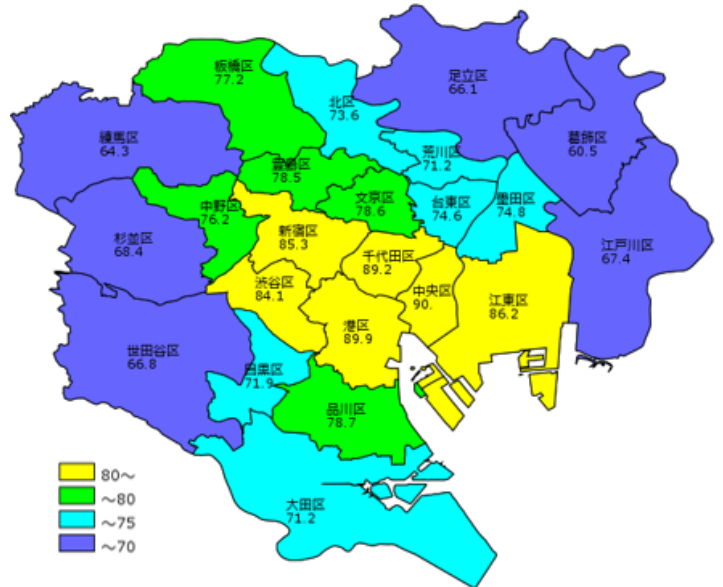 板橋区
77.2
足立区
66.1
北区
73.6
練馬区
64.3
荒川区
71.2
葛飾区
60.5
豊島区
78.5
中野区
76.2
文京区
78.6
台東区
74.6
墨田区
74.8
杉並区
68.4
新宿区
85.3
千代田区
89.2
江戸川区
67.4
渋谷区
84.1
中央区
90.
江東区
86.2
港区
89.9
世田谷区
66.8
目黒区
71.9
品川区
78.7
大田区
71.2
80～
～80
～75
～70